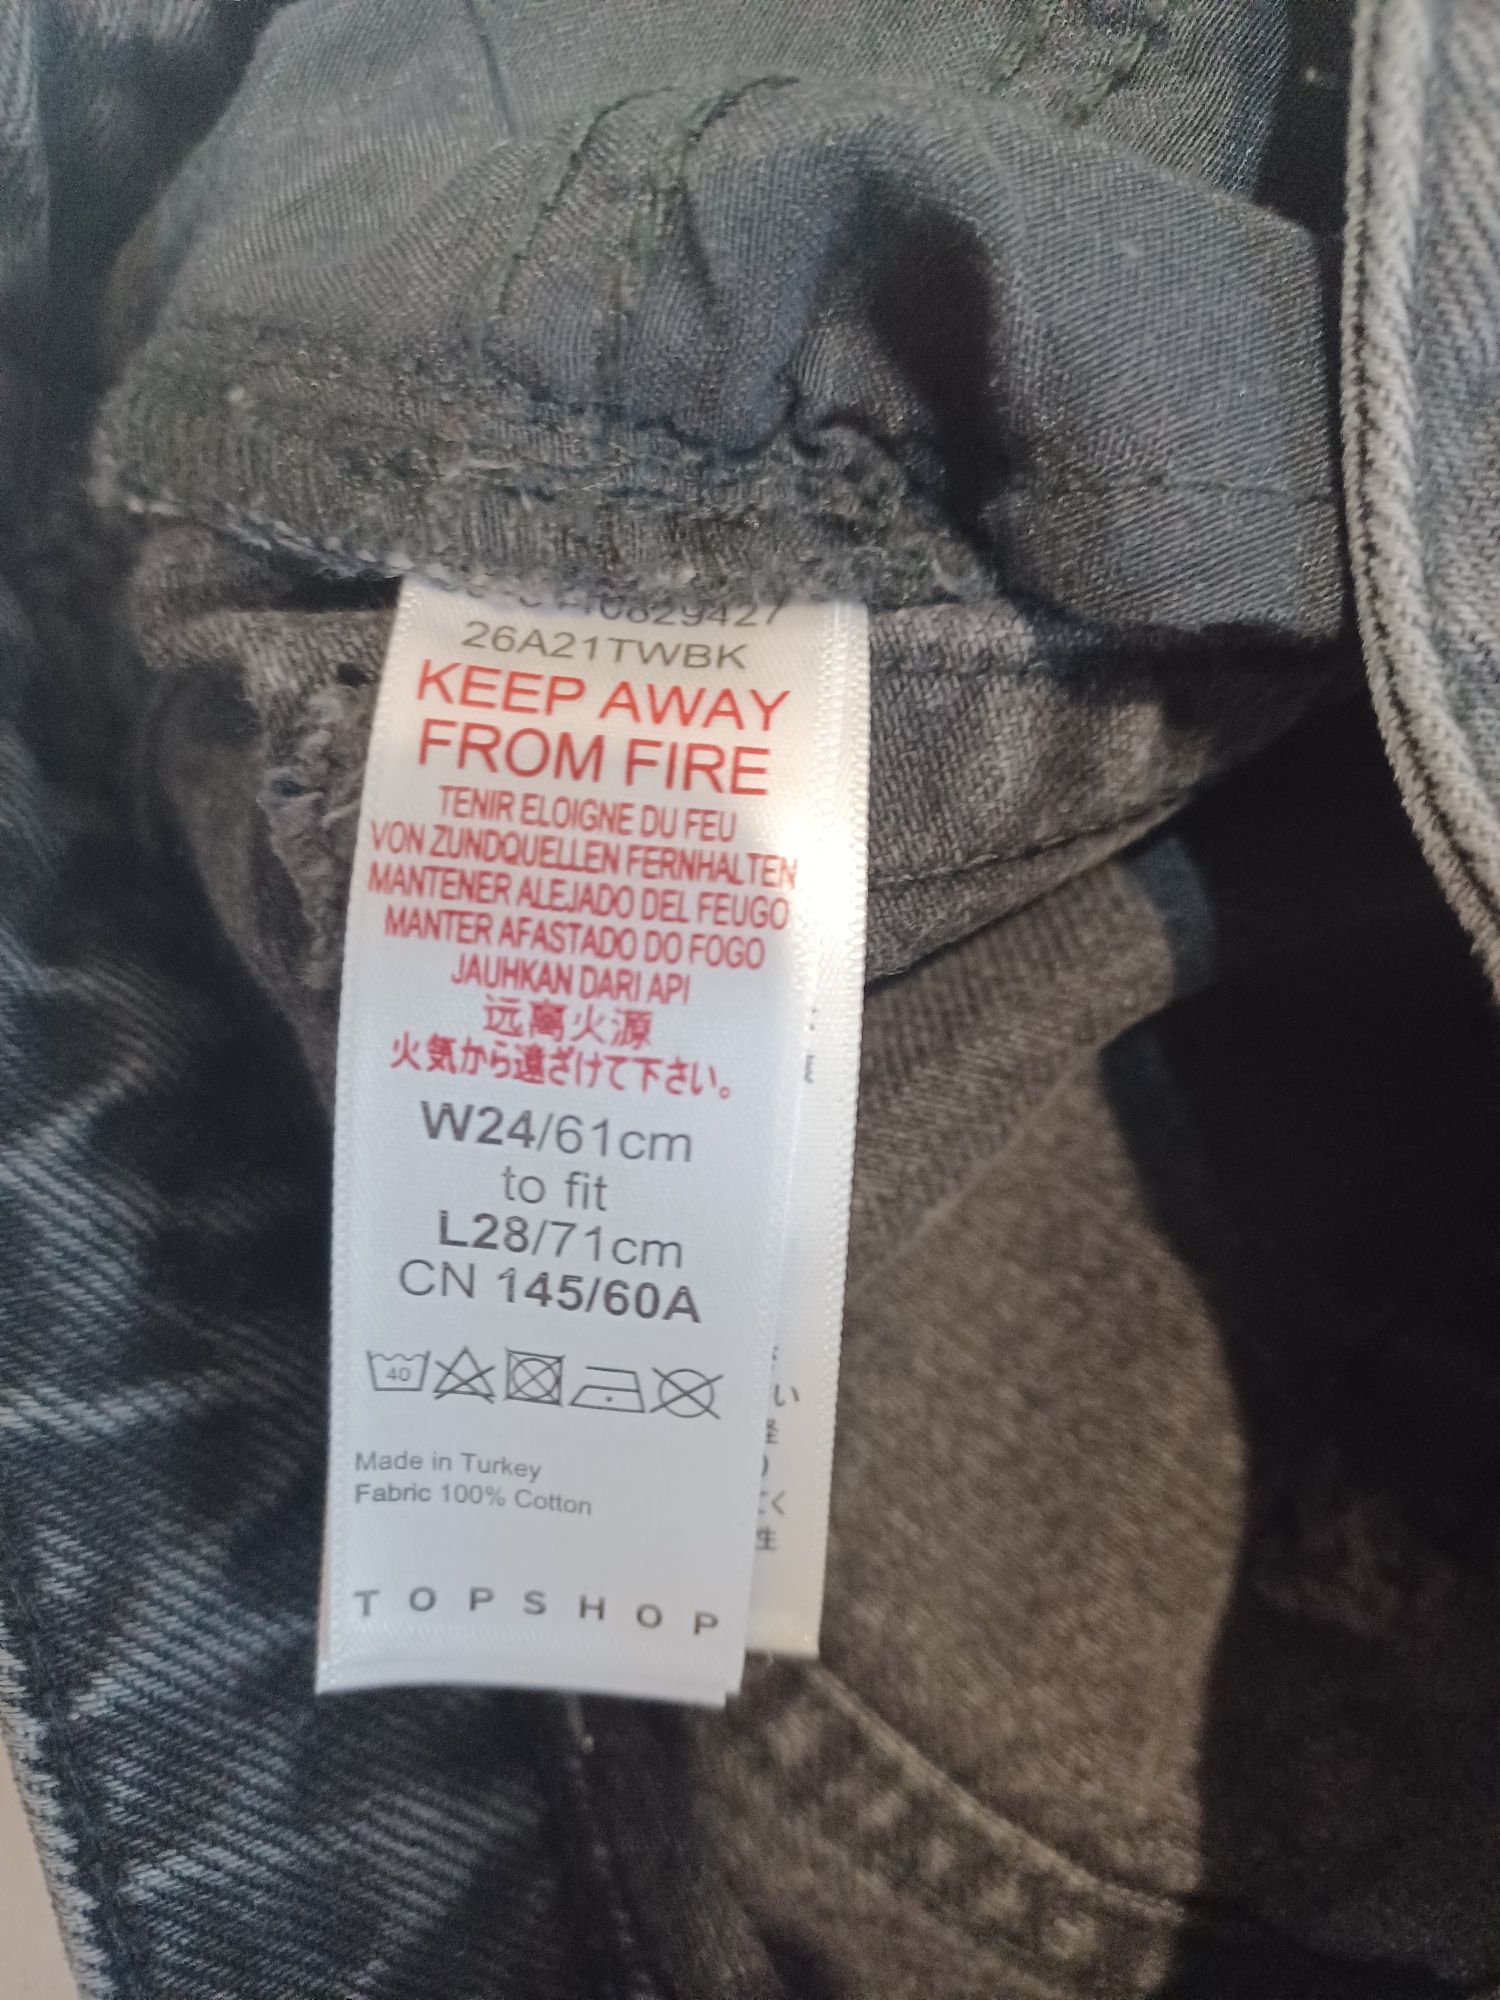 26A21TWBK
KEEP AWAY
FROM FIRE
TENIR ELOIGNE DU FEU
VON ZUNDQUELLEN FERNHALTEN
MANTENER ALEJADO DEL FEUGO
MANTER AFASTADO DO FOGO
JAUHKAN DARI API
远离火源
火気から遠ざけて下さい。
W24/61cm
to fit
L28/71cm
CN 145/60A
40
Made in Turkey
Fabric 100% Cotton
TOPSHOP